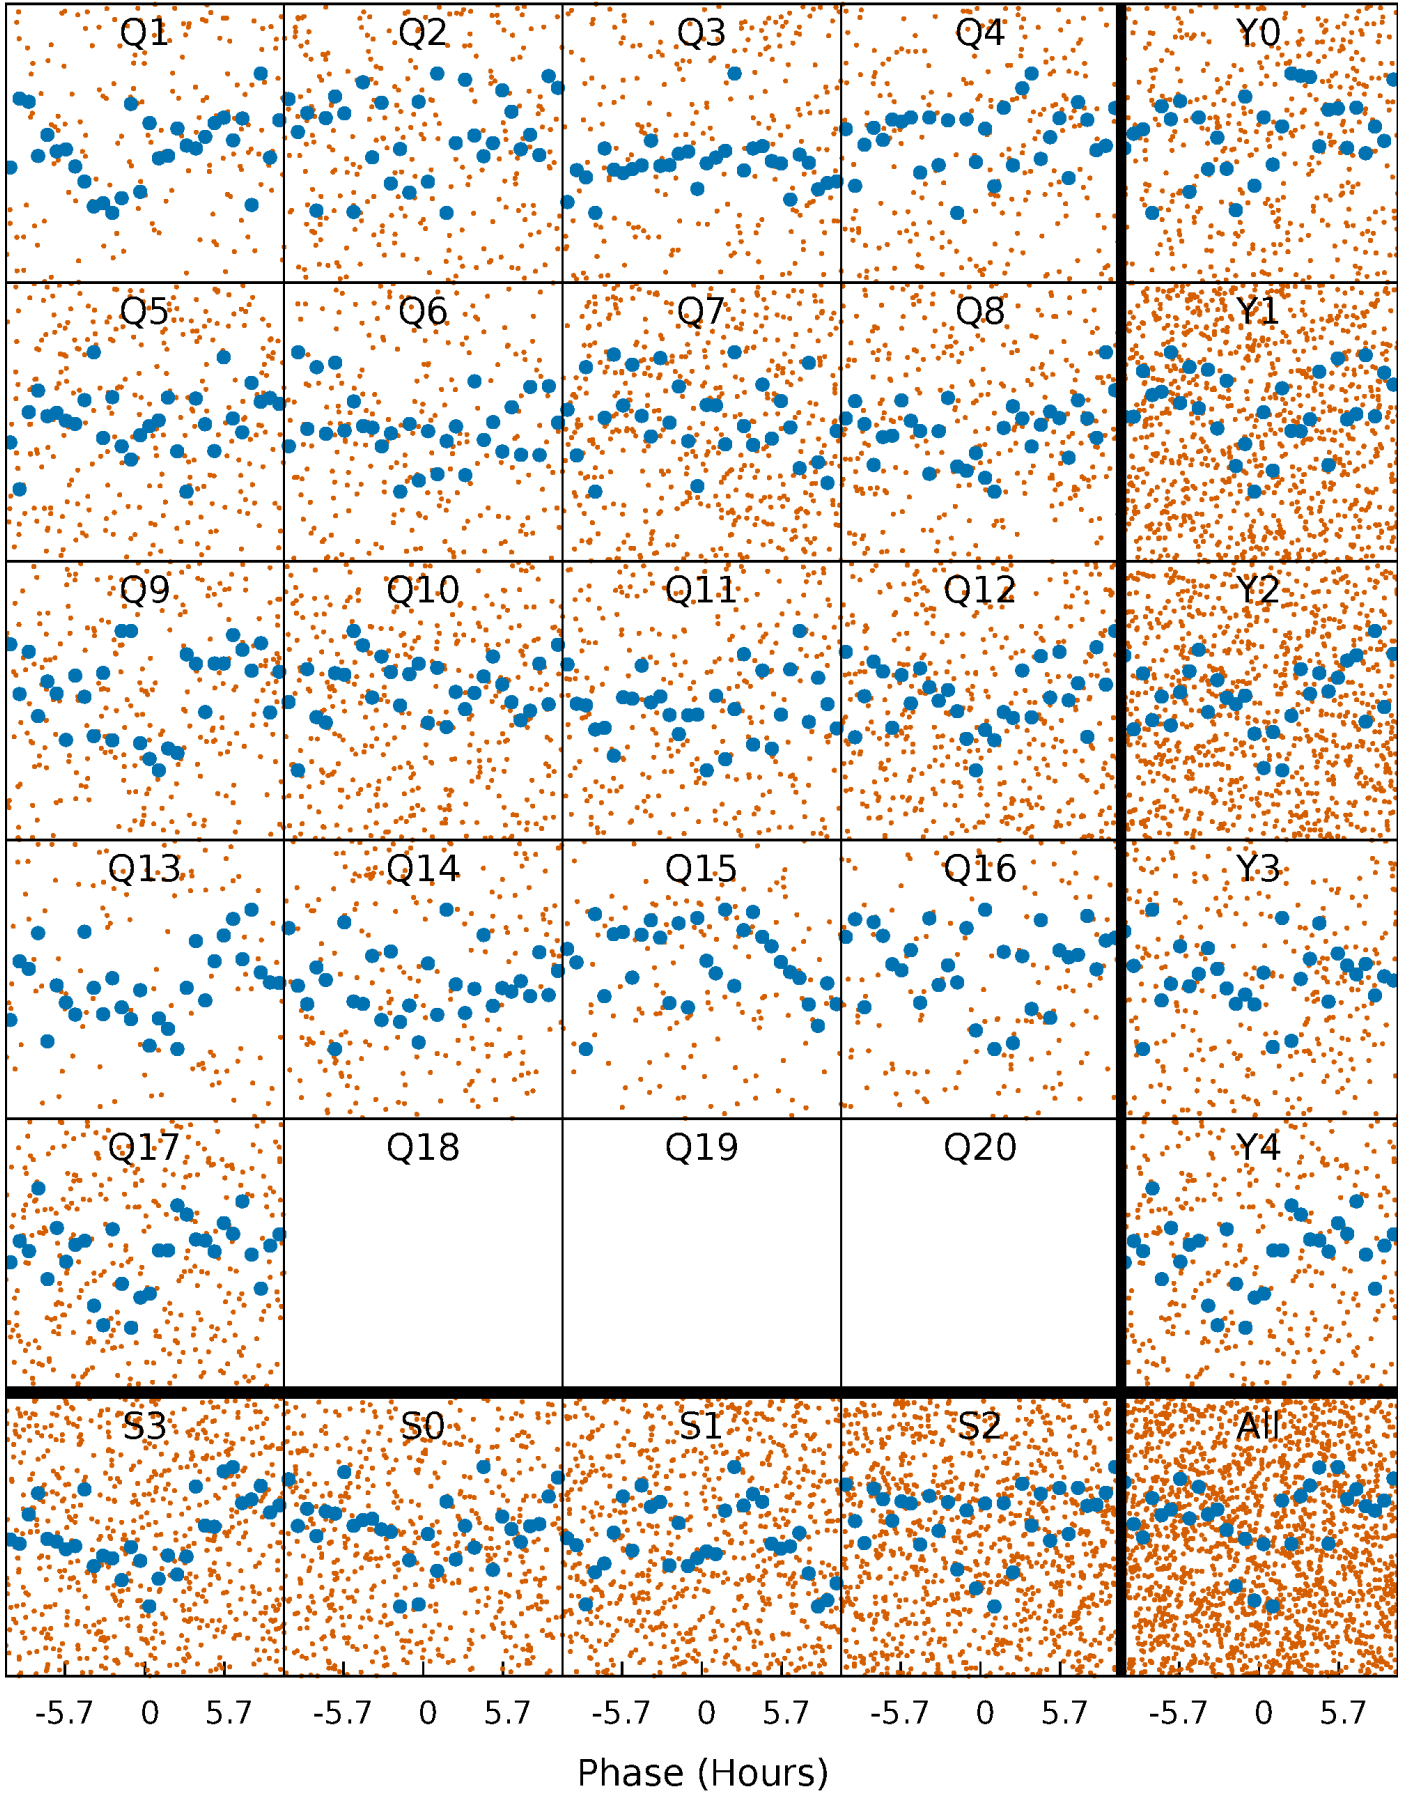 Q1 Q2 Q3 Q4 Y0
Q5 Q6 Q7 Q8 Y1
Q9 Q10 Q11 Q12 Y2
Q13 Q14 Q15 Q16 Y3
Q17 Q18 Q19 Q20 Y4
S3 S0 S1 S2 All
-5.7 0 5.7 -5.7 0 5.7 -5.7 0 5.7 -5.7 0 5.7 -5.7 0 5.7
Phase (Hours)